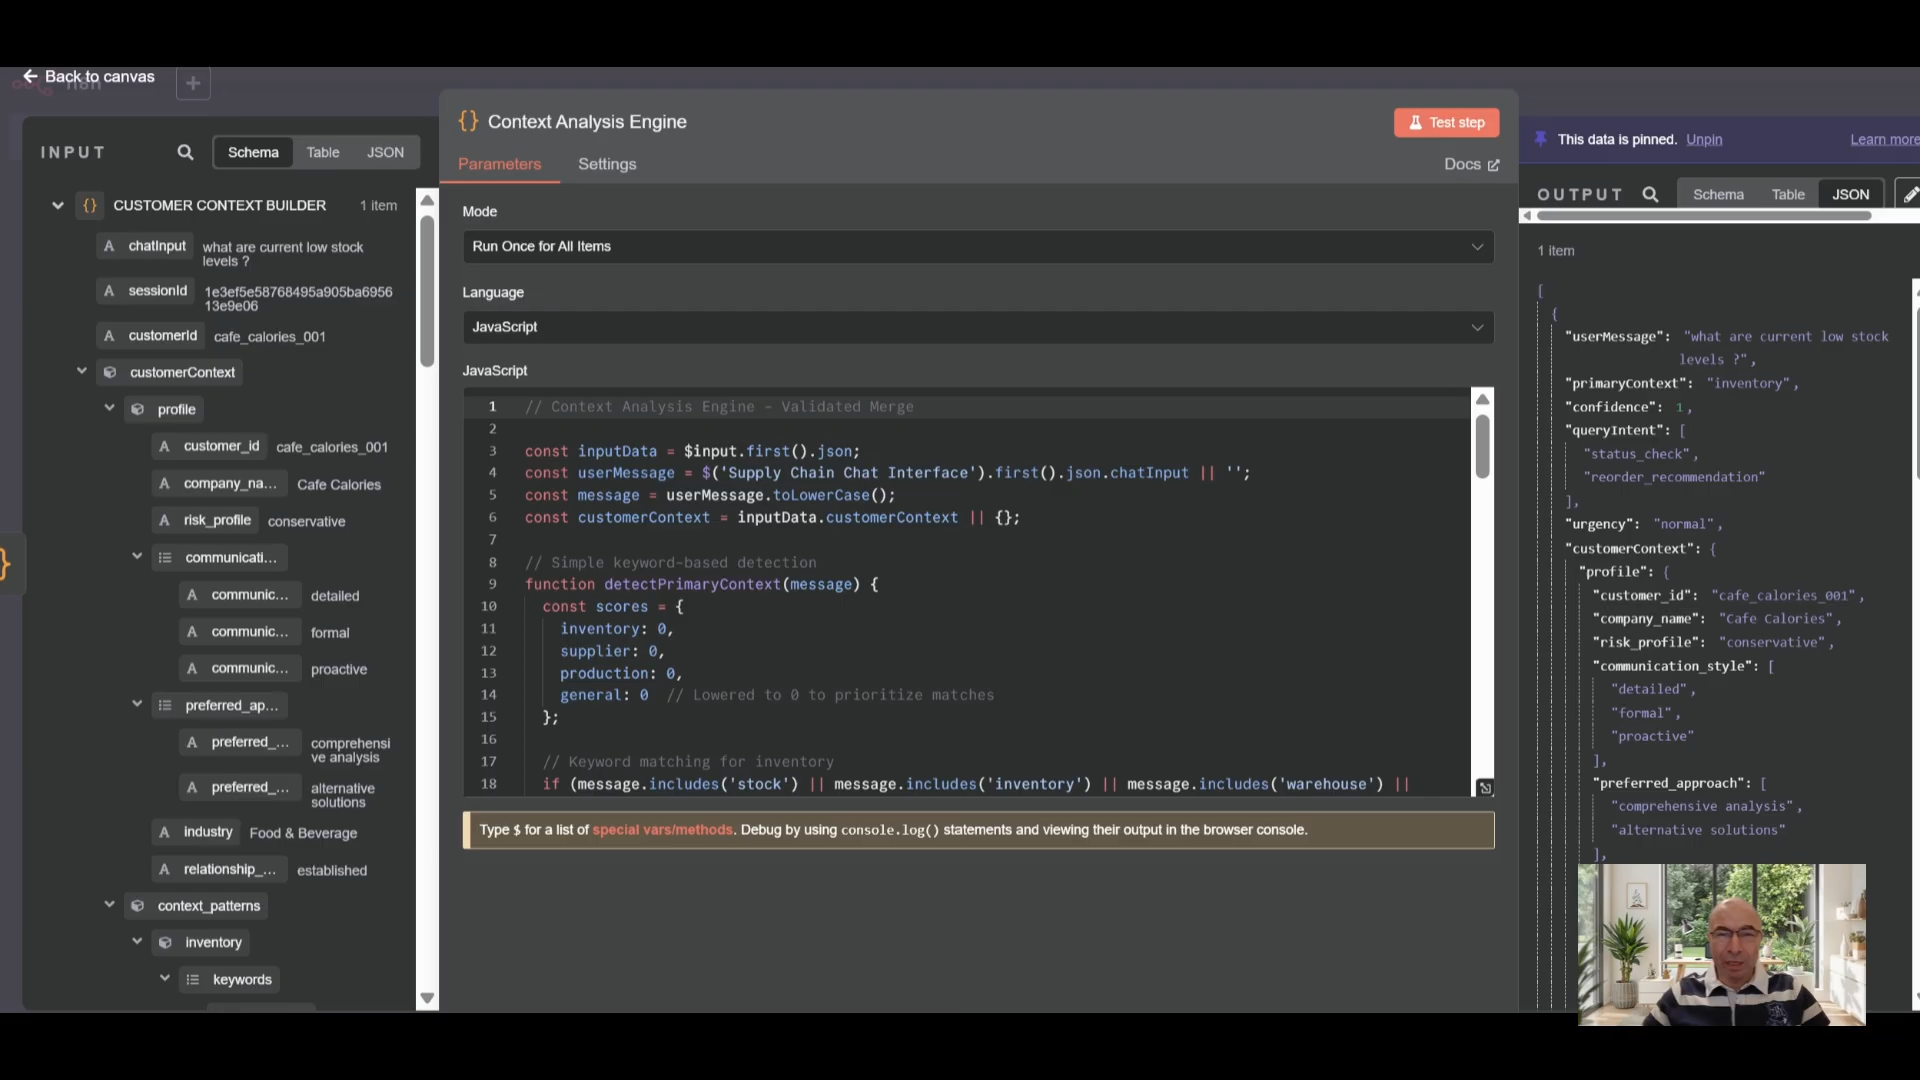 Back to canvas
n8n
INPUT
Schema
Table
JSON
CUSTOMER CONTEXT BUILDER
1 item
A chatInput what are current low stock
levels ?
A sessionId 1e3ef5e58768495a905ba6956
13e9e06
A customerId cafe_calories_001
customerContext
profile
A customer_id cafe_calories_001
A company_na... Cafe Calories
A risk_profile conservative
communicati...
A communic... detailed
A communic... formal
A communic... proactive
preferred_ap...
A preferred_... comprehensi
ve analysis
A preferred_... alternative
solutions
A industry Food & Beverage
A relationship_... established
context_patterns
inventory
keywords
{} Context Analysis Engine
Test step
Parameters
Settings
Docs
Mode
Run Once for All Items
Language
JavaScript
JavaScript
1 // Context Analysis Engine - Validated Merge
2
3 const inputData = $input.first().json;
4 const userMessage = $('Supply Chain Chat Interface').first().json.chatInput || '';
5 const message = userMessage.toLowerCase();
6 const customerContext = inputData.customerContext || {};
7
8 // Simple keyword-based detection
9 function detectPrimaryContext(message) {
10 const scores = {
11 inventory: 0,
12 supplier: 0,
13 production: 0,
14 general: 0 // Lowered to 0 to prioritize matches
15 };
16
17 // Keyword matching for inventory
18 if (message.includes('stock') || message.includes('inventory') || message.includes('warehouse') ||
Type $ for a list of special vars/methods. Debug by using console.log() statements and viewing their output in the browser console.
This data is pinned. Unpin
Learn more
OUTPUT
Schema
Table
JSON
1 item
[
{
"userMessage": "what are current low stock
levels ?",
"primaryContext": "inventory",
"confidence": 1,
"queryIntent": [
"status_check",
"reorder_recommendation"
],
"urgency": "normal",
"customerContext": {
"profile": {
"customer_id": "cafe_calories_001",
"company_name": "Cafe Calories",
"risk_profile": "conservative",
"communication_style": [
"detailed",
"formal",
"proactive"
],
"preferred_approach": [
"comprehensive analysis",
"alternative solutions"
],